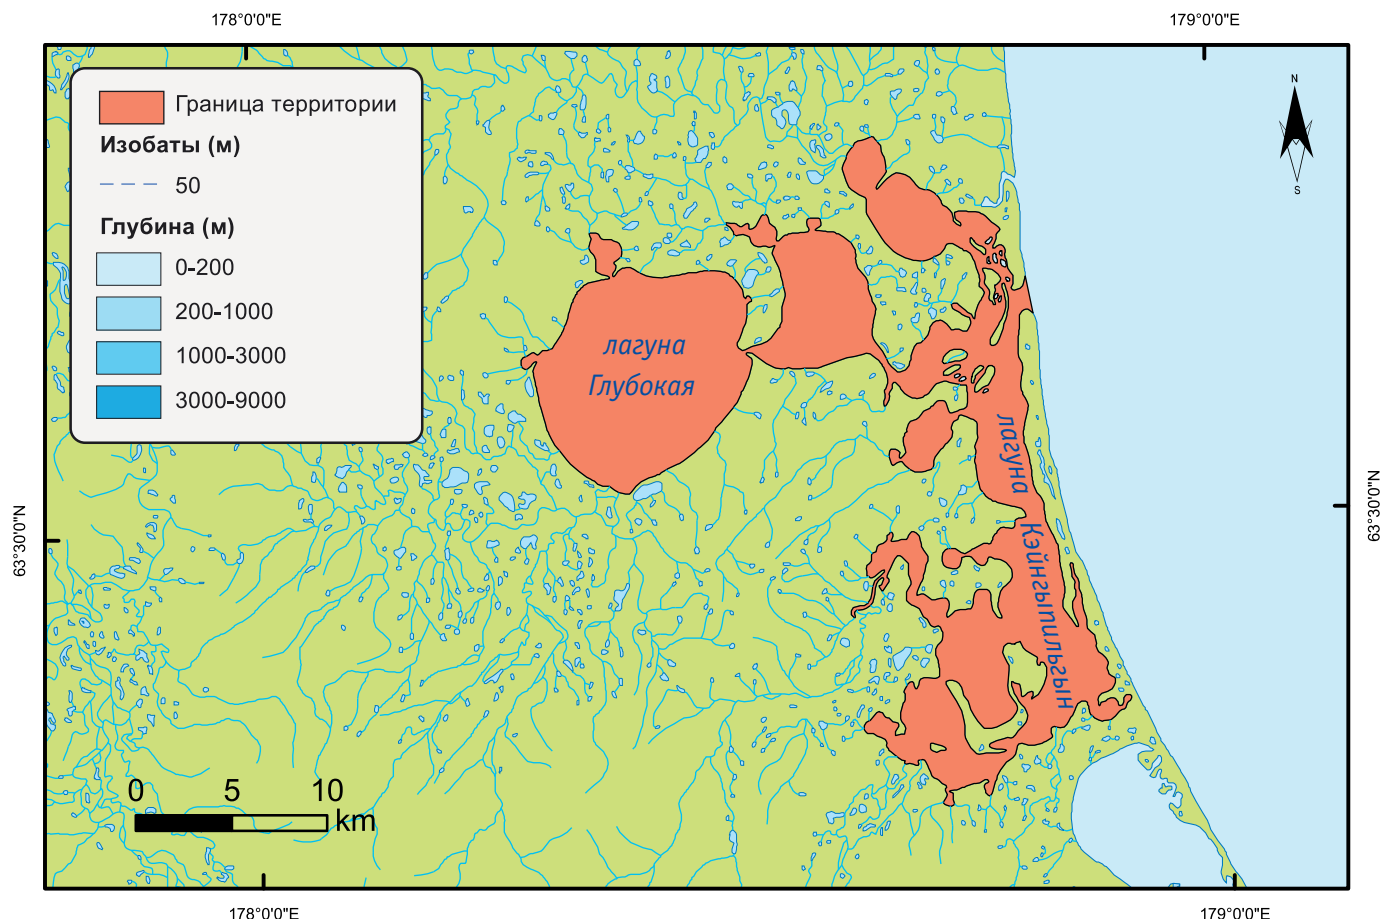 178°0'0"E
179°0'0"E
Граница территории
Изобаты (м)
50
Глубина (м)
0-200
200-1000
1000-3000
3000-9000
N
S
лагуна
Глубокая
лагуна Кэйнгыпильгын
63°30'0"N
63°30'0"N
0 5 10
km
178°0'0"E
179°0'0"E